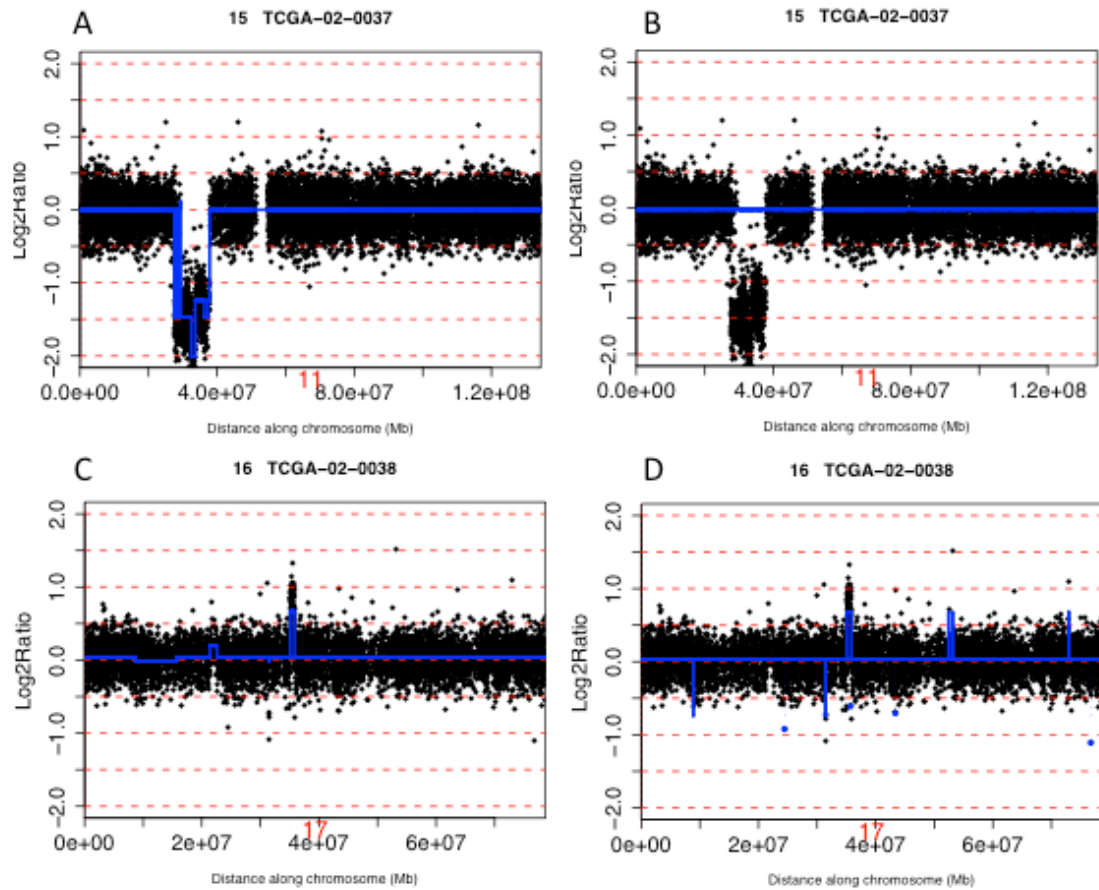 A 15 TCGA-02-0037 B 15 TCGA-02-0037
Log2Ratio
2.0
1.0
0.0
-1.0
-2.0
0.0e+00 4.0e+07 11 8.0e+07 1.2e+08
Distance along chromosome (Mb)
Log2Ratio
2.0
1.0
0.0
-1.0
-2.0
0.0e+00 4.0e+07 11 8.0e+07 1.2e+08
Distance along chromosome (Mb)
C 16 TCGA-02-0038 D 16 TCGA-02-0038
Log2Ratio
2.0
1.0
0.0
-1.0
-2.0
0e+00 2e+07 17 4e+07 6e+07
Distance along chromosome (Mb)
Log2Ratio
2.0
1.0
0.0
-1.0
-2.0
0e+00 2e+07 17 4e+07 6e+07
Distance along chromosome (Mb)